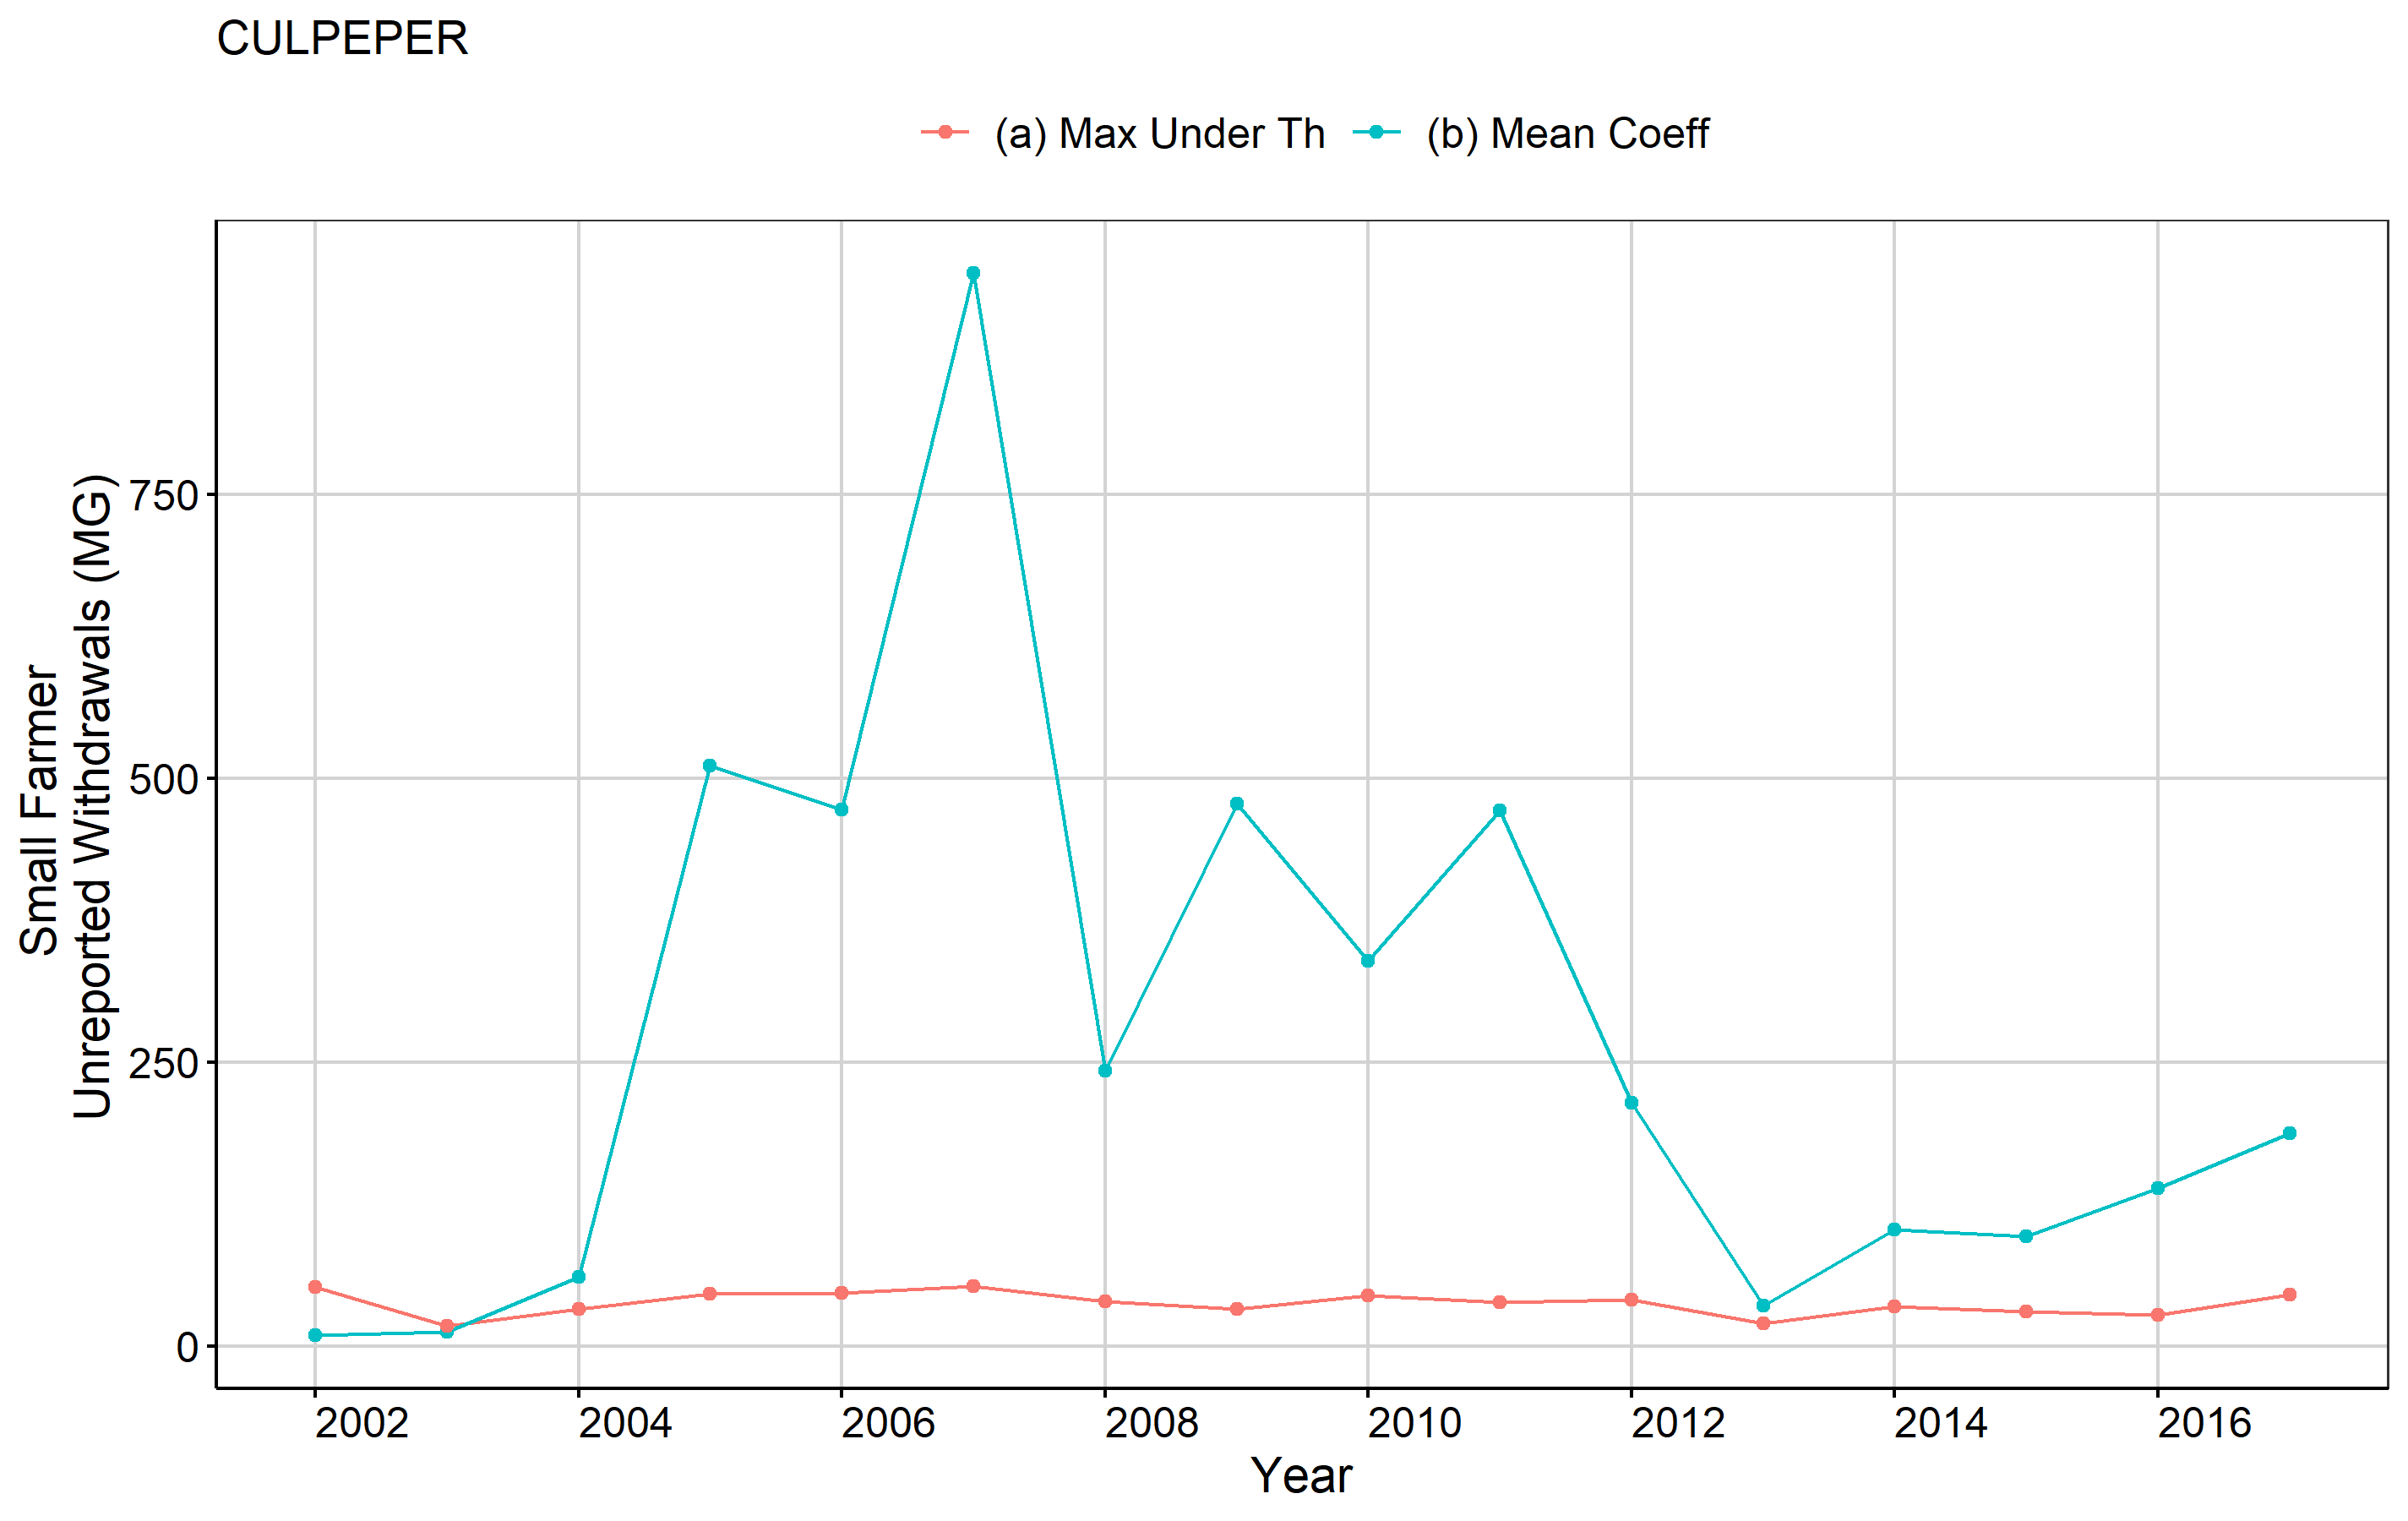 CULPEPER
(a) Max Under Th (b) Mean Coeff
Small Farmer
Unreported Withdrawals (MG)
750
500
250
0
2002 2004 2006 2008 2010 2012 2014 2016
Year